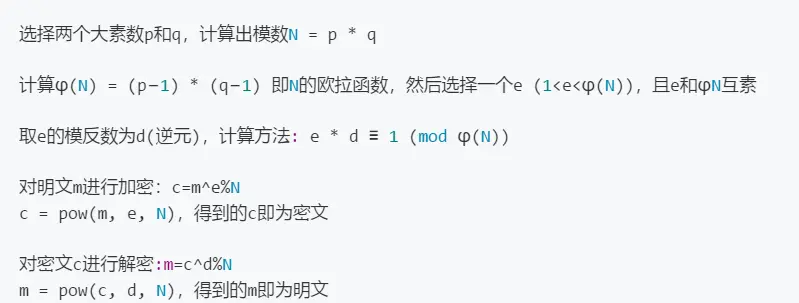 选择两个大素数p和q，计算出模数N = p * q
计算φ(N) = (p−1) * (q−1) 即N的欧拉函数，然后选择一个e (1<e<φ(N))，且e和φN互素
取e的模反数为d(逆元)，计算方法: e * d ≡ 1 (mod φ(N))
对明文m进行加密：c=m^e%N
c = pow(m, e, N)，得到的c即为密文
对密文c进行解密:m=c^d%N
m = pow(c, d, N)，得到的m即为明文